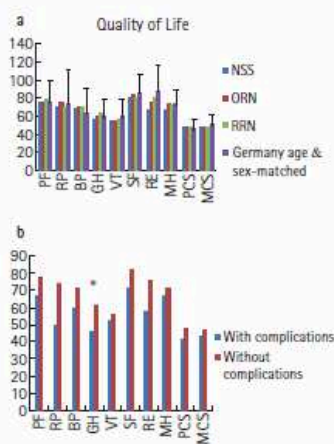 a
Quality of Life
140
120
100
80
60
40
20
0
PF
RP
BP
GH
VT
SF
RE
MH
PCS
MCS
NSS
ORN
RRN
Germany age &
sex-matched
b
90
80
70
60
50
40
30
20
10
0
*
PF
RP
BP
GH
VT
SF
RE
MH
PCS
MCS
With complications
Without
complications